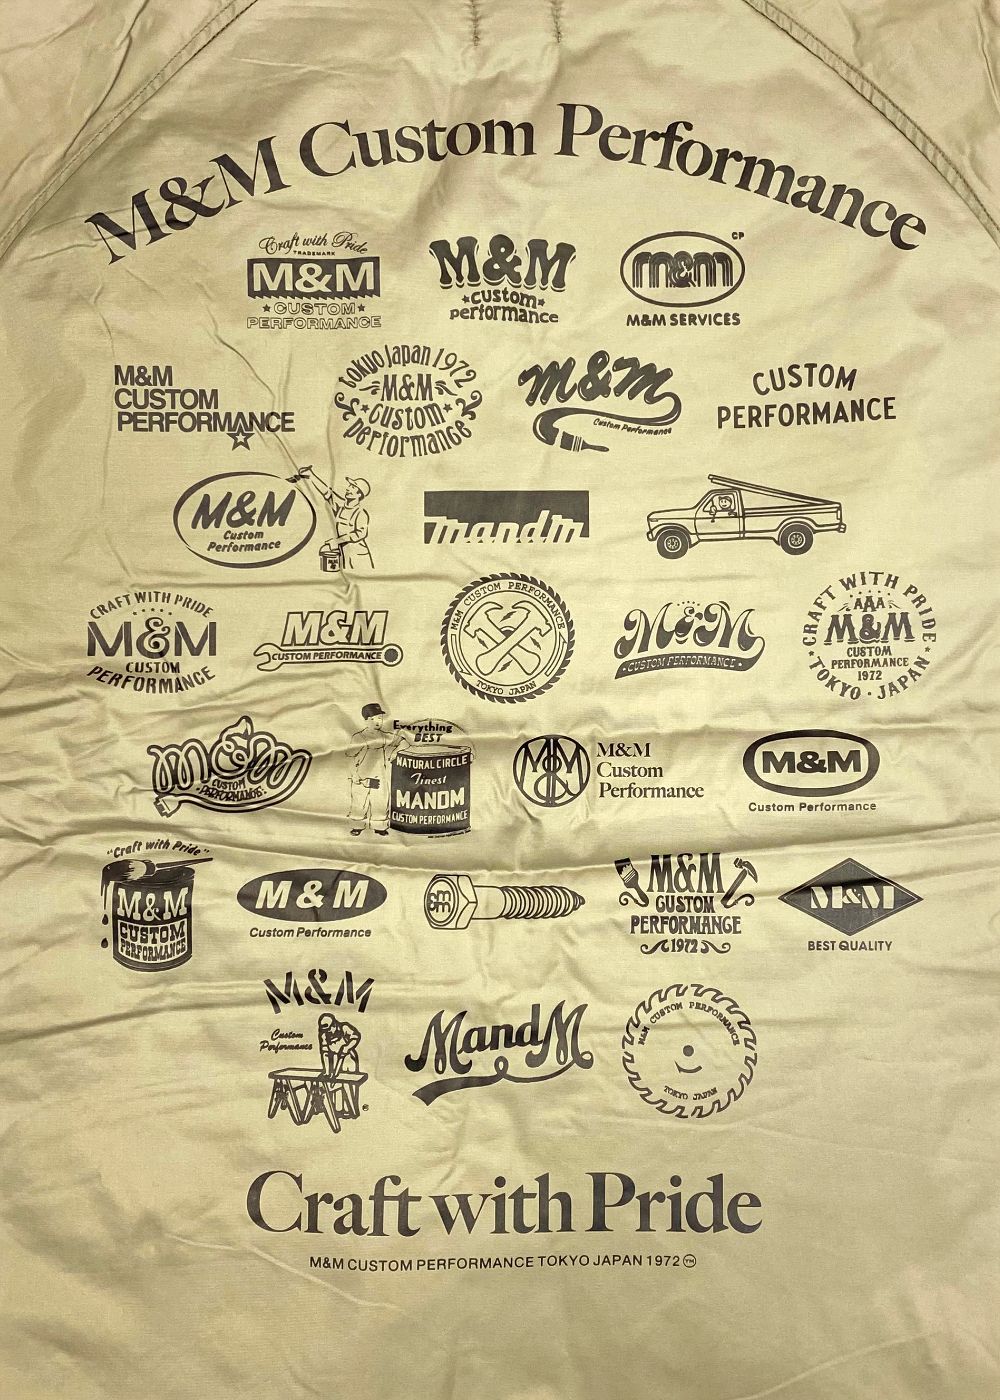 M&M Custom Performance
Craft with Pride
TRADEMARK
M&M
CUSTOM
PERFORMANCE
M&M
custom
performance
m&m
CP
M&M SERVICES
M&M
CUSTOM
PERFORMANCE
tokyo Japan 1972
M&M
custom
performance
m&m
Custom Performance
CUSTOM
PERFORMANCE
M&M
Custom
Performance
mandm
CRAFT WITH PRIDE
M&M
CUSTOM
PERFORMANCE
M&M
CUSTOM PERFORMANCE
M&M CUSTOM PERFORMANCE
TOKYO JAPAN
M&M
CUSTOM PERFORMANCE
CRAFT WITH PRIDE
AAA
M&M
CUSTOM
PERFORMANCE
1972
TOKYO · JAPAN
m&m
CUSTOM
PERFORMANCE
Everything
BEST
NATURAL CIRCLE
Finest
MANDM
CUSTOM PERFORMANCE
M&M
M&M
Custom
Performance
M&M
Custom Performance
"Craft with Pride"
M&M
CUSTOM
PERFORMANCE
M & M
Custom Performance
M&M
CUSTOM
PERFORMANCE
1972
M&M
BEST QUALITY
M&M
Custom
Performance
®
MandM
M&M CUSTOM PERFORMANCE
TOKYO JAPAN
Craft with Pride
M&M CUSTOM PERFORMANCE TOKYO JAPAN 1972 TM